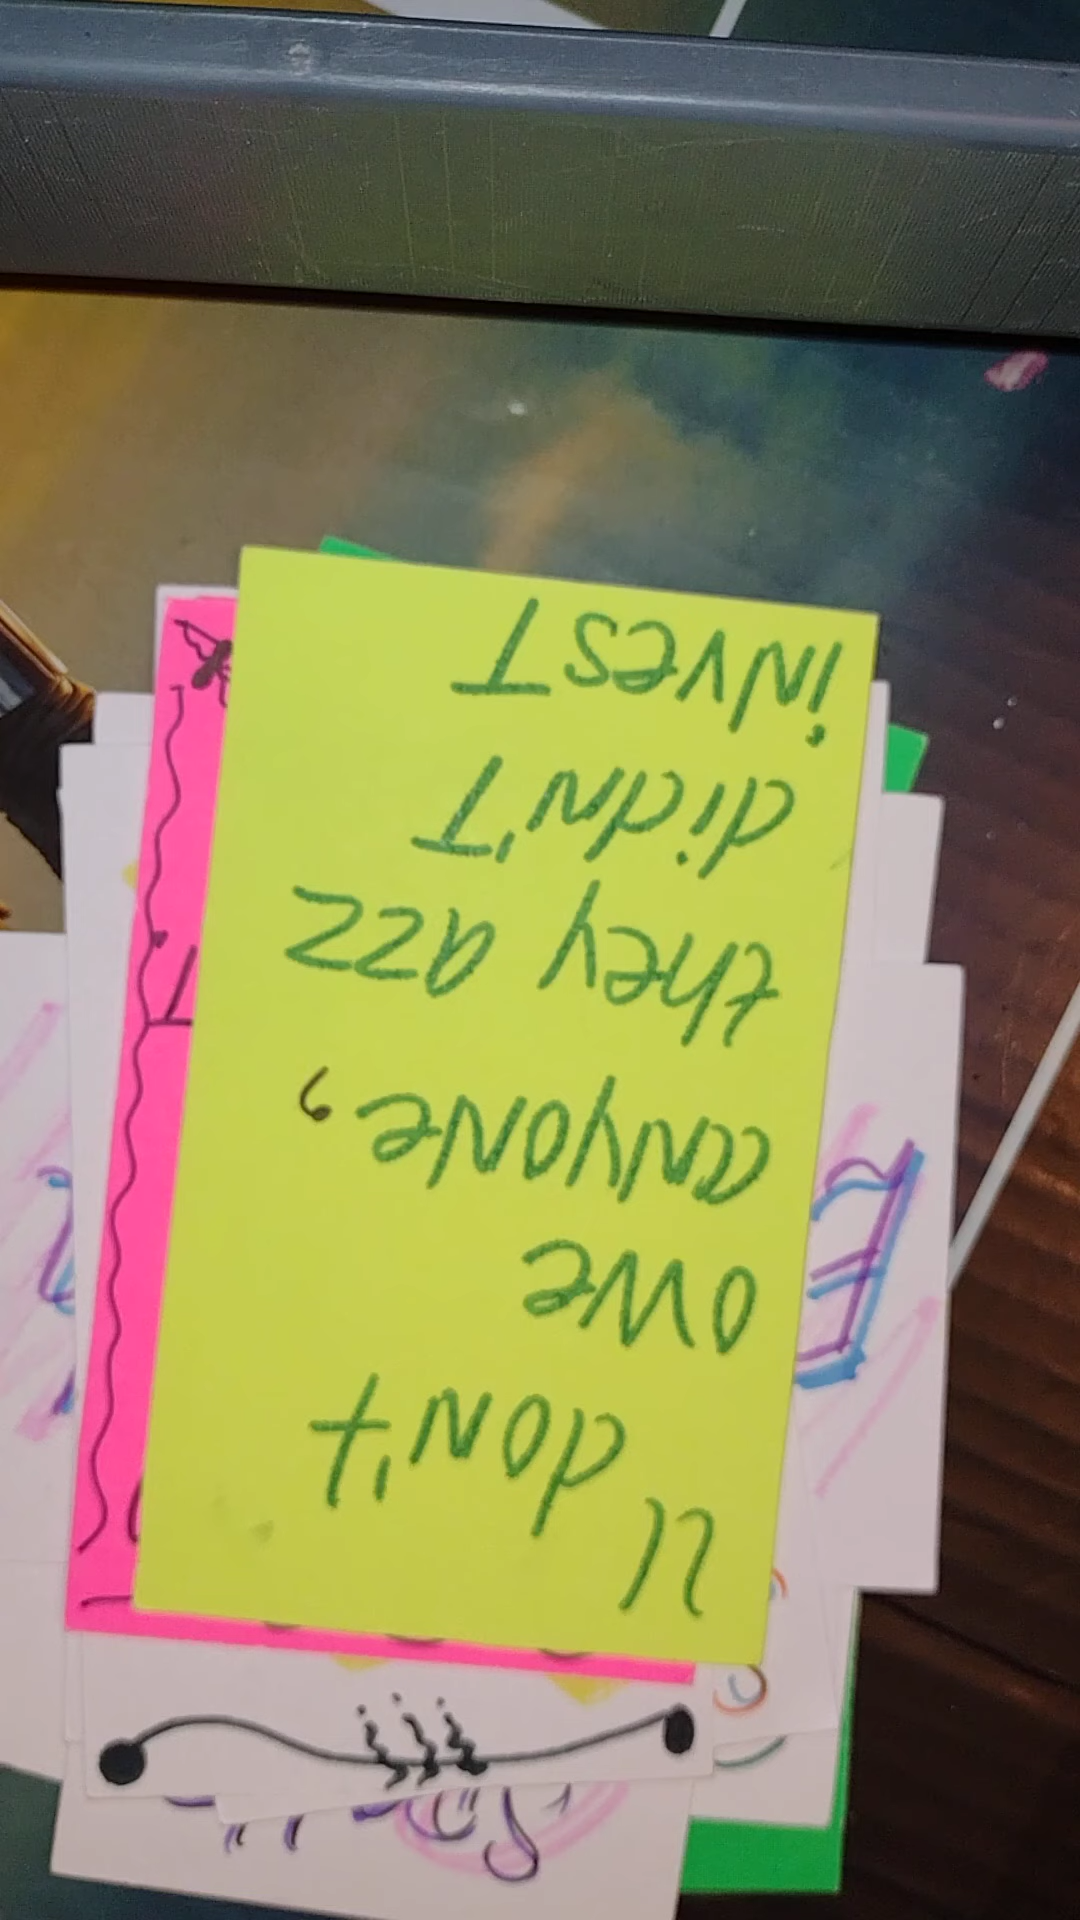 U don't
owe
anyone,
they azz
didn't
invest